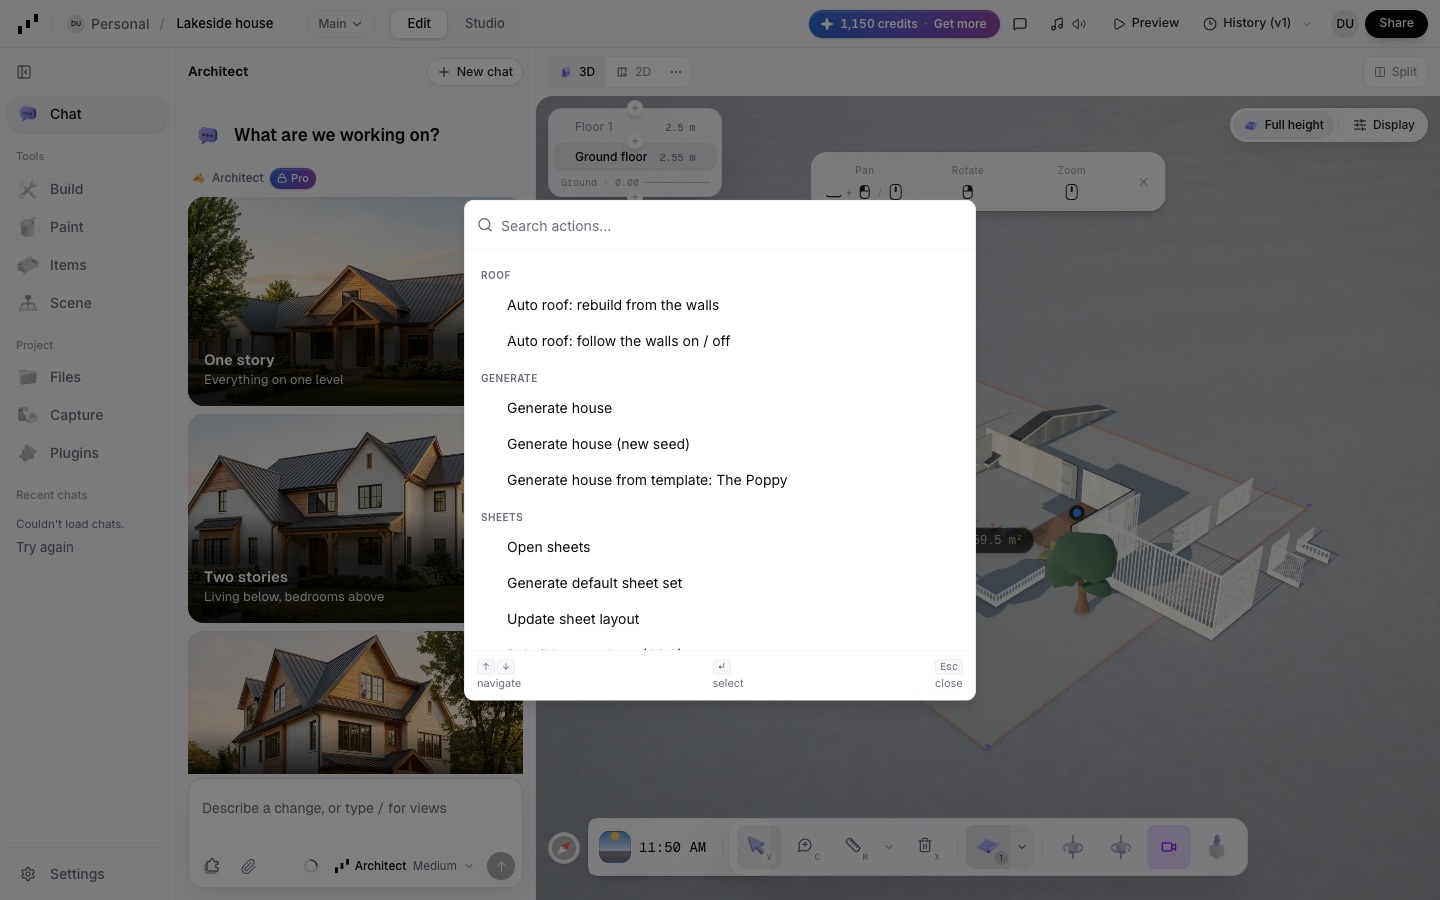 DU Personal / Lakeside house
Main
Edit
Studio
1,150 credits · Get more
Preview
History (v1)
DU
Share
Architect
New chat
3D
2D
Split
Chat
Tools
Build
Paint
Items
Scene
Project
Files
Capture
Plugins
Recent chats
Couldn't load chats.
Try again
Settings
What are we working on?
Architect Pro
One story
Everything on one level
Two stories
Living below, bedrooms above
Describe a change, or type / for views
Architect Medium
Floor 1 2.5 m
Ground floor 2.55 m
Ground · 0.00
Pan
Rotate
Zoom
Full height
Display
Search actions...
ROOF
Auto roof: rebuild from the walls
Auto roof: follow the walls on / off
GENERATE
Generate house
Generate house (new seed)
Generate house from template: The Poppy
SHEETS
Open sheets
Generate default sheet set
Update sheet layout
navigate
select
Esc
close
59.5 m²
11:50 AM
V
C
M
X
1